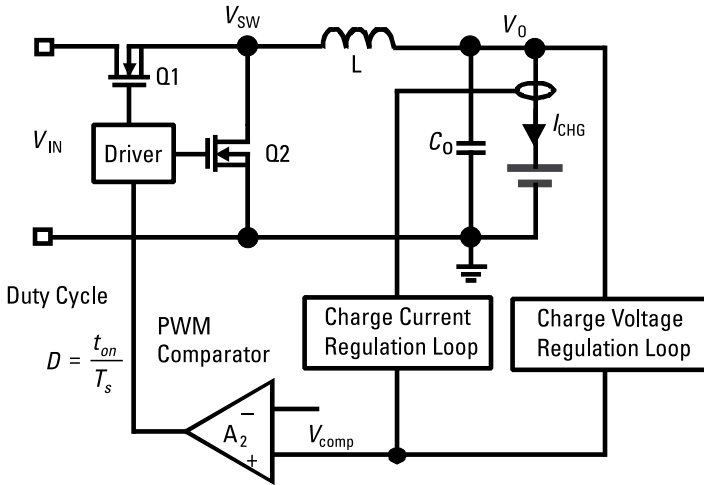 V_SW
V_O
Q1
L
V_IN
Driver
Q2
C_O
I_CHG
Duty Cycle
D = t_on / T_s
PWM
Comparator
Charge Current
Regulation Loop
Charge Voltage
Regulation Loop
−
A_2
V_comp
+